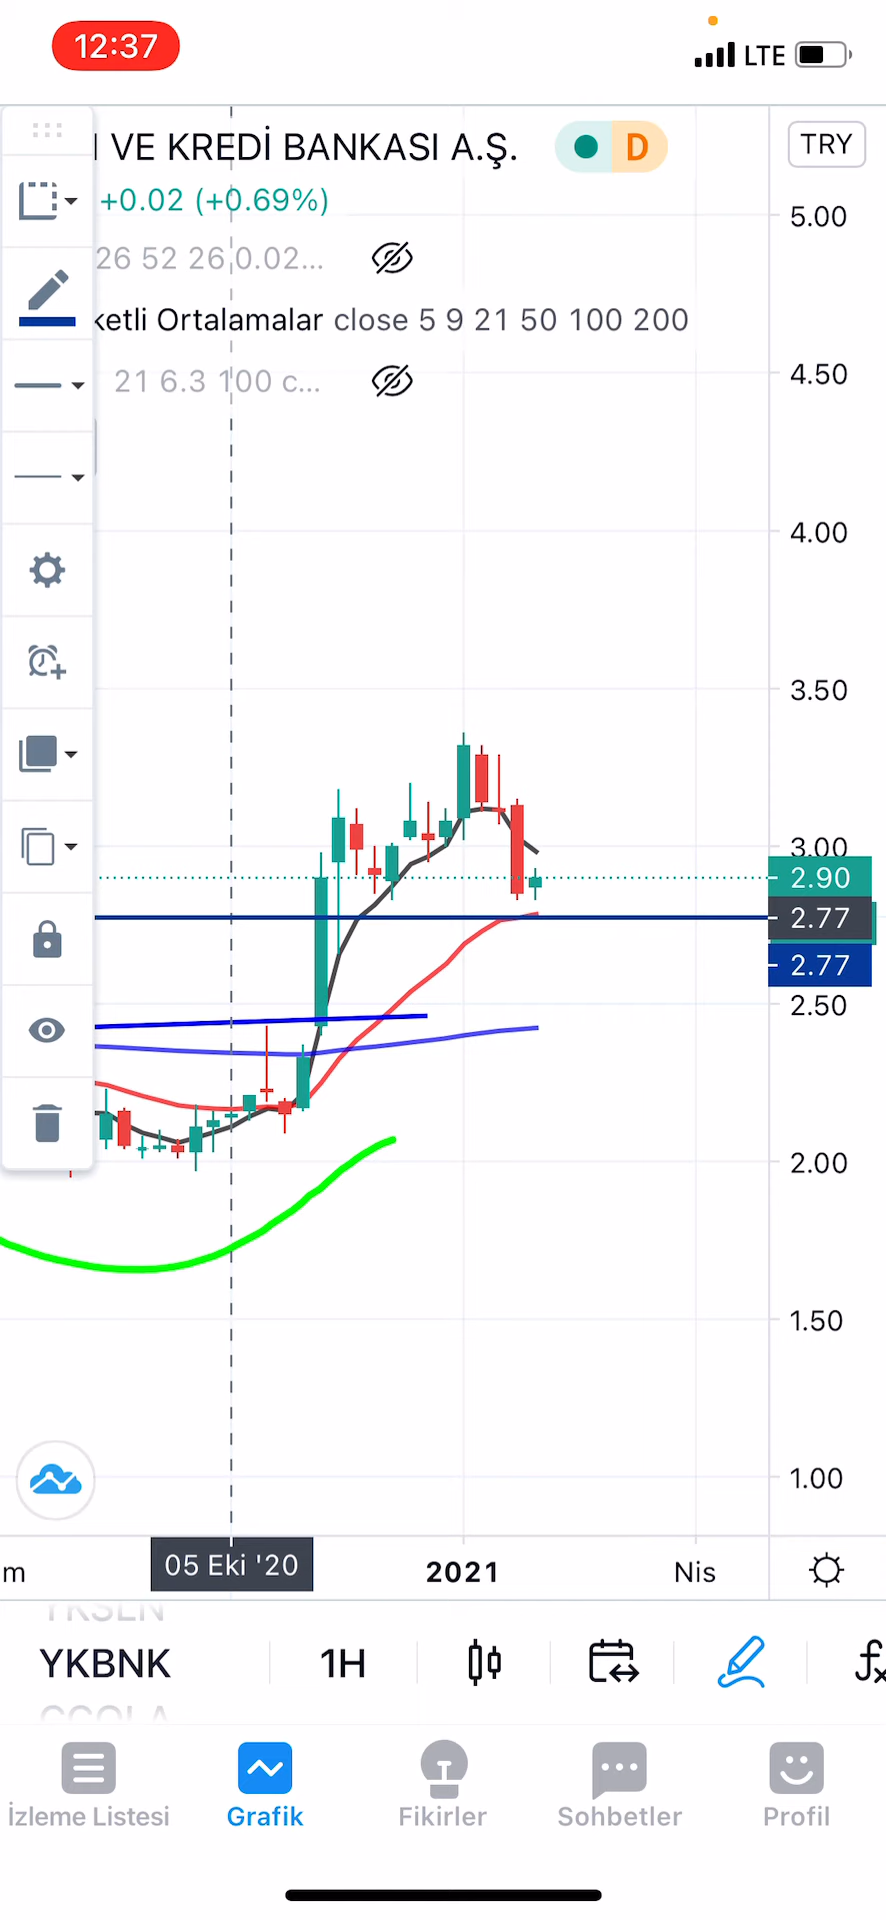 12:37
LTE
VE KREDİ BANKASI A.Ş.
D
TRY
+0.02 (+0.69%)
5.00
26 52 26 0.02...
ketli Ortalamalar close 5 9 21 50 100 200
4.50
21 6.3 100 c...
4.00
3.50
3.00
2.90
2.77
2.77
2.50
2.00
1.50
1.00
m
05 Eki '20
2021
Nis
YKBNK
1H
İzleme Listesi
Grafik
Fikirler
Sohbetler
Profil